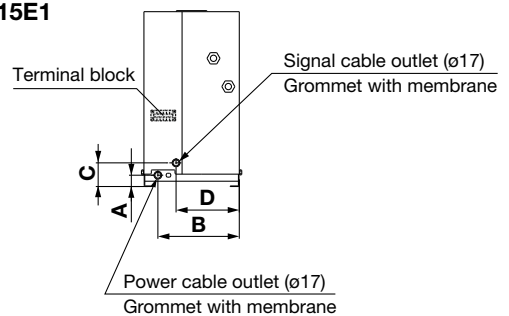 15E1
Signal cable outlet (ø17)
Grommet with membrane
Terminal block
C
A
D
B
Power cable outlet (ø17)
Grommet with membrane